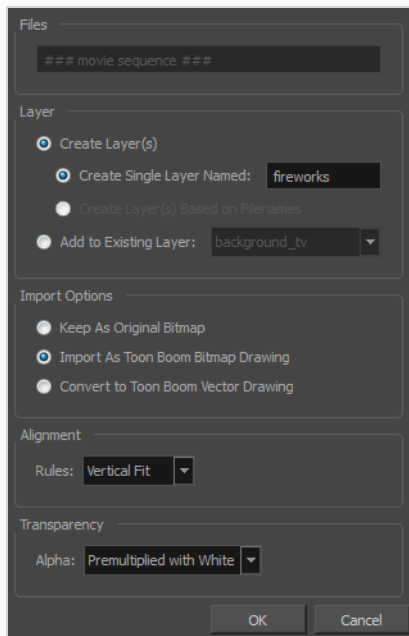 Files
### movie sequence ###
Layer
Create Layer(s)
Create Single Layer Named: fireworks
Create Layer(s) Based on Filenames
Add to Existing Layer: background_tv
Import Options
Keep As Original Bitmap
Import As Toon Boom Bitmap Drawing
Convert to Toon Boom Vector Drawing
Alignment
Rules: Vertical Fit
Transparency
Alpha: Premultiplied with White
OK Cancel